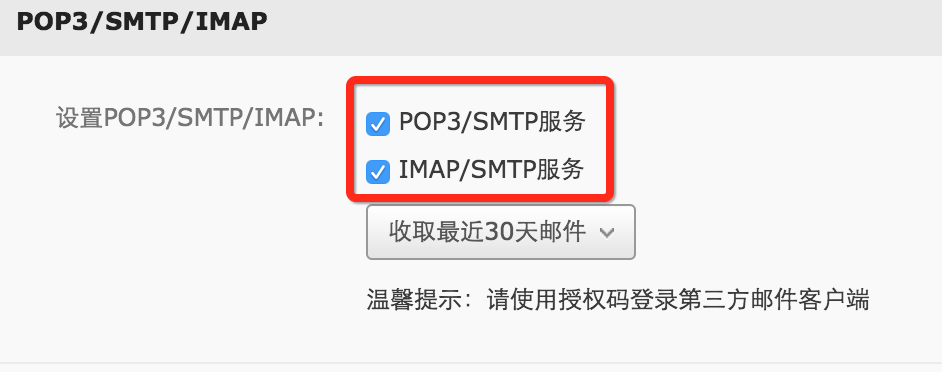 POP3/SMTP/IMAP
设置POP3/SMTP/IMAP:
POP3/SMTP服务
IMAP/SMTP服务
收取最近30天邮件
温馨提示：请使用授权码登录第三方邮件客户端